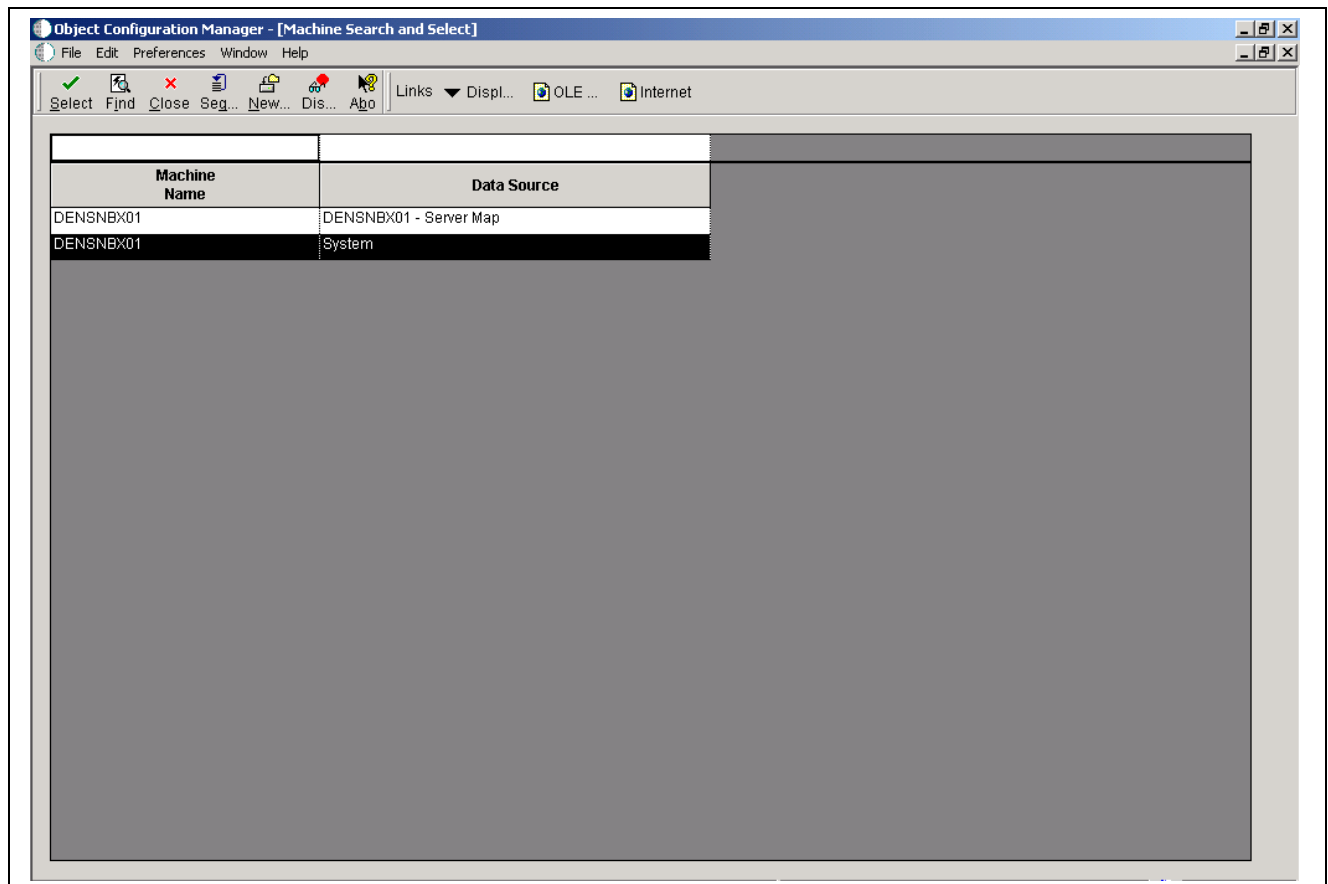 Object Configuration Manager - [Machine Search and Select]
File Edit Preferences Window Help
Select Find Close Seq... New... Dis... Abo Links Displ... OLE ... Internet
Machine
Name
Data Source
DENSNBX01 DENSNBX01 - Server Map
DENSNBX01 System